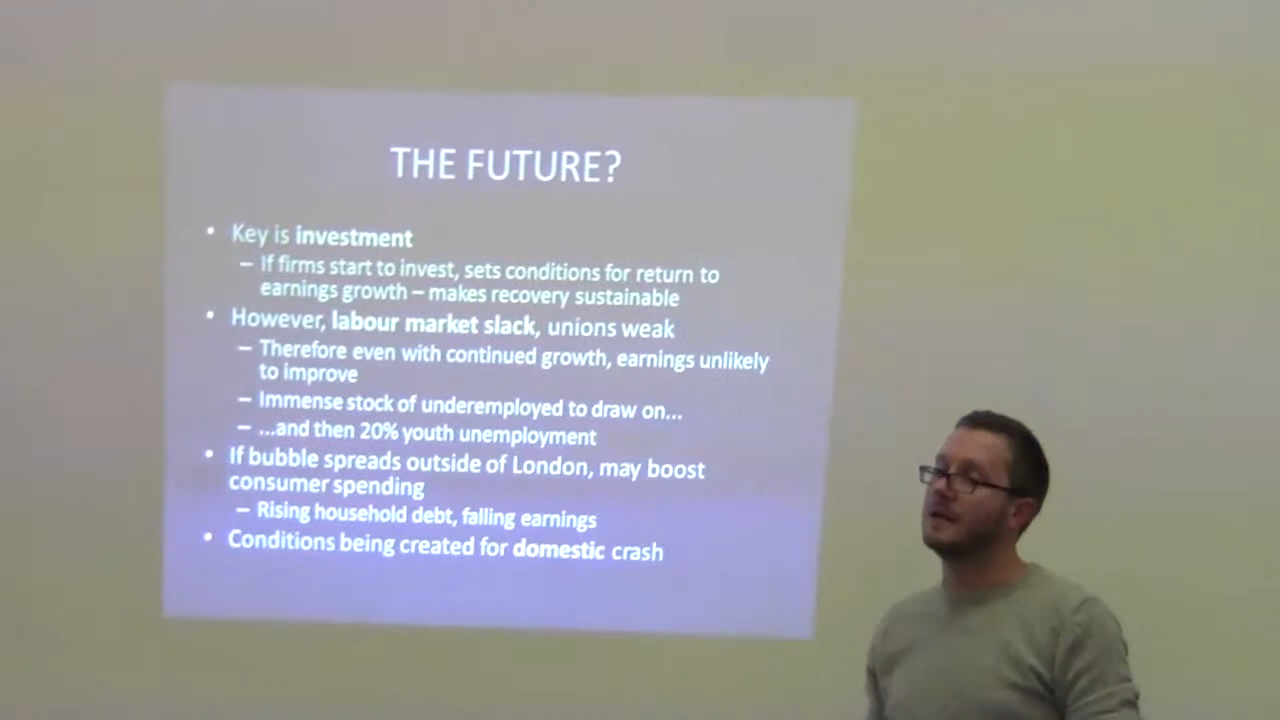 THE FUTURE?
• Key is investment
– If firms start to invest, sets conditions for return to
earnings growth – makes recovery sustainable
• However, labour market slack, unions weak
– Therefore even with continued growth, earnings unlikely
to improve
– Immense stock of underemployed to draw on...
– ...and then 20% youth unemployment
• If bubble spreads outside of London, may boost
consumer spending
– Rising household debt, falling earnings
• Conditions being created for domestic crash